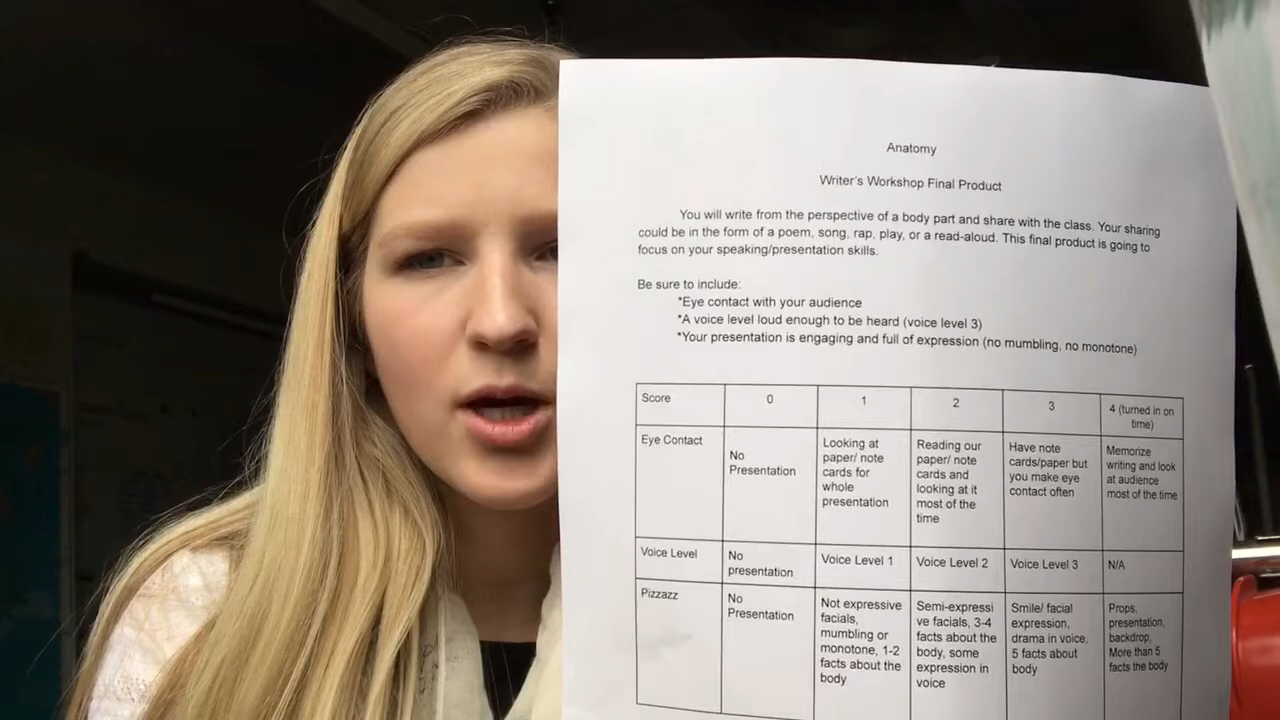 Anatomy
Writer's Workshop Final Product
You will write from the perspective of a body part and share with the class. Your sharing
could be in the form of a poem, song, rap, play, or a read-aloud. This final product is going to
focus on your speaking/presentation skills.
Be sure to include:
*Eye contact with your audience
*A voice level loud enough to be heard (voice level 3)
*Your presentation is engaging and full of expression (no mumbling, no monotone)
Score
0
1
2
3
4 (turned in on
time)
Eye Contact
No
Presentation
Looking at
paper/ note
cards for
whole
presentation
Reading our
paper/ note
cards and
looking at it
most of the
time
Have note
cards/paper but
you make eye
contact often
Memorize
writing and look
at audience
most of the time
Voice Level
No
presentation
Voice Level 1
Voice Level 2
Voice Level 3
N/A
Pizzazz
No
Presentation
Not expressive
facials,
mumbling or
monotone, 1-2
facts about the
body
Semi-expressi
ve facials, 3-4
facts about the
body, some
expression in
voice
Smile/ facial
expression,
drama in voice,
5 facts about
body
Props,
presentation,
backdrop,
More than 5
facts the body